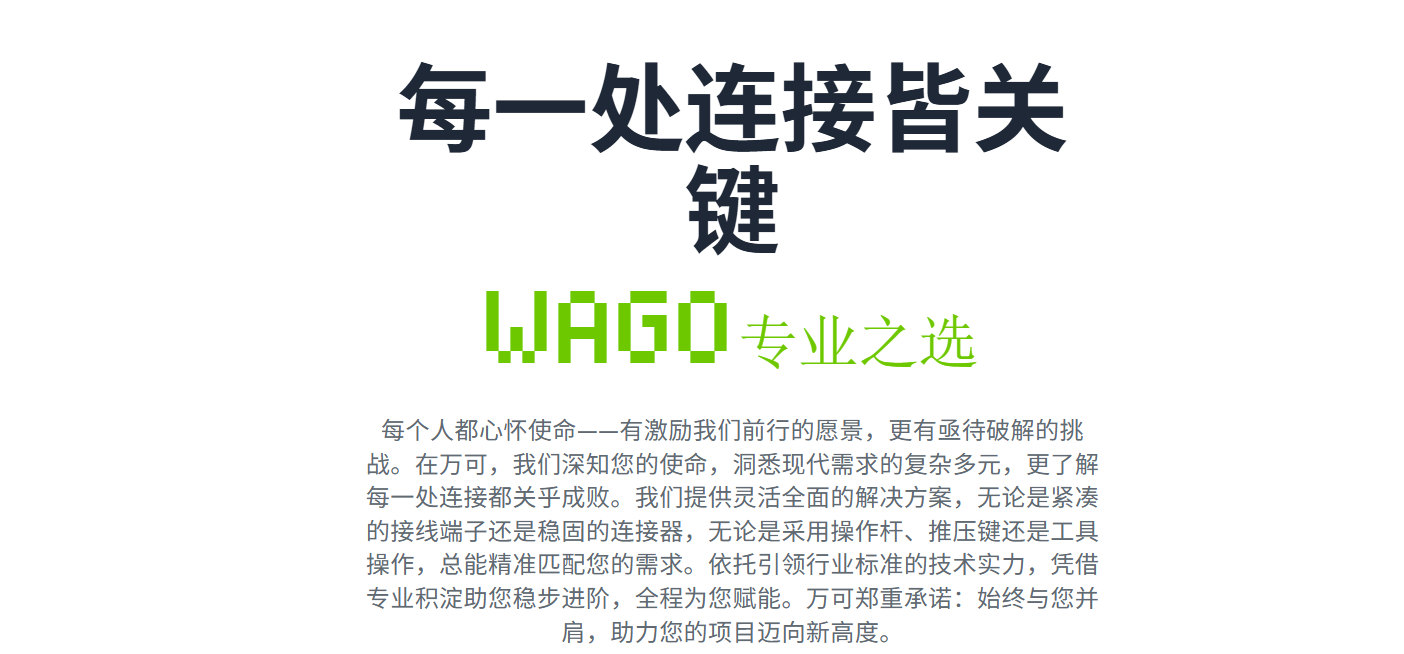 每一处连接皆关
键
WAGO 专业之选
每个人都心怀使命——有激励我们前行的愿景，更有亟待破解的挑
战。在万可，我们深知您的使命，洞悉现代需求的复杂多元，更了解
每一处连接都关乎成败。我们提供灵活全面的解决方案，无论是紧凑
的接线端子还是稳固的连接器，无论是采用操作杆、推压键还是工具
操作，总能精准匹配您的需求。依托引领行业标准的技术实力，凭借
专业积淀助您稳步进阶，全程为您赋能。万可郑重承诺：始终与您并
肩，助力您的项目迈向新高度。